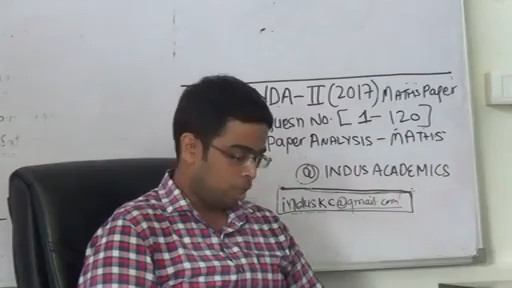 DA-II (2017) MATHS Paper
uesn No. [ 1- 120]
Paper ANALYSIS - MATHS
@ INDUS ACADEMICS
induskc@gmail.com